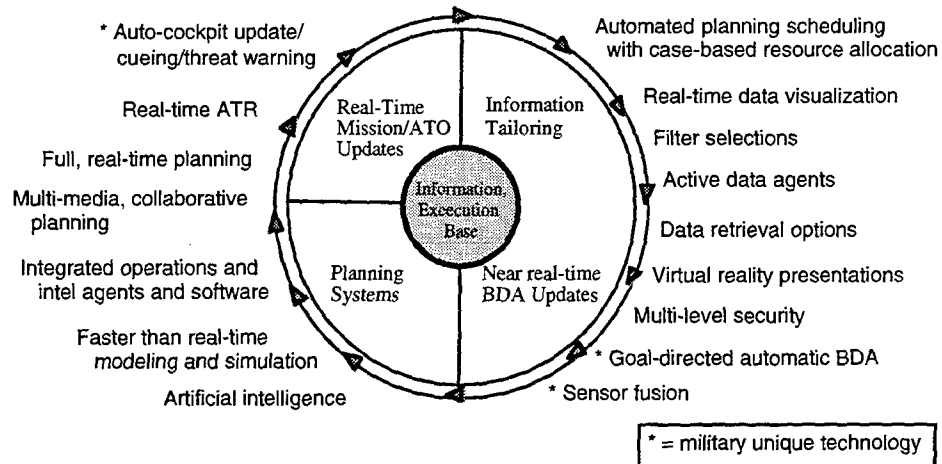 * Auto-cockpit update/
cueing/threat warning
Real-time ATR
Full, real-time planning
Multi-media, collaborative
planning
Integrated operations and
intel agents and software
Faster than real-time
modeling and simulation
Artificial intelligence
Real-Time
Mission/ATO
Updates
Information
Tailoring
Information
Exeecution
Base
Planning
Systems
Near real-time
BDA Updates
Automated planning scheduling
with case-based resource allocation
Real-time data visualization
Filter selections
Active data agents
Data retrieval options
Virtual reality presentations
Multi-level security
* Goal-directed automatic BDA
* Sensor fusion
* = military unique technology